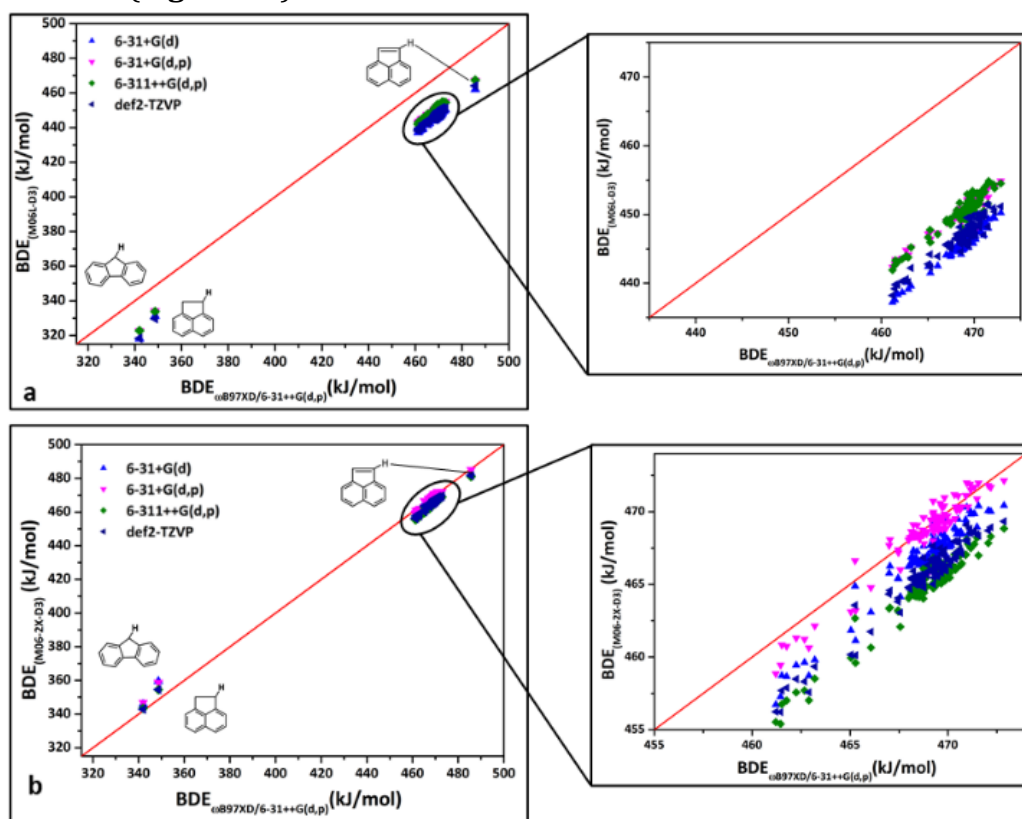 500
480
460
440
420
400
380
360
340
320
BDE(M06L-D3) (kJ/mol)
6-31+G(d)
6-31+G(d,p)
6-311++G(d,p)
def2-TZVP
H
H
H
320 340 360 380 400 420 440 460 480 500
BDEωB97XD/6-31++G(d,p)(kJ/mol)
a
470
460
450
440
BDE(M06L-D3) (kJ/mol)
440 450 460 470
BDEωB97XD/6-31++G(d,p)(kJ/mol)
500
480
460
440
420
400
380
360
340
320
BDE(M06-2X-D3) (kJ/mol)
6-31+G(d)
6-31+G(d,p)
6-311++G(d,p)
def2-TZVP
H
H
H
320 340 360 380 400 420 440 460 480 500
BDEωB97XD/6-31++G(d,p)(kJ/mol)
b
470
465
460
455
BDE(M06-2X-D3) (kJ/mol)
455 460 465 470
BDEωB97XD/6-31++G(d,p)(kJ/mol)